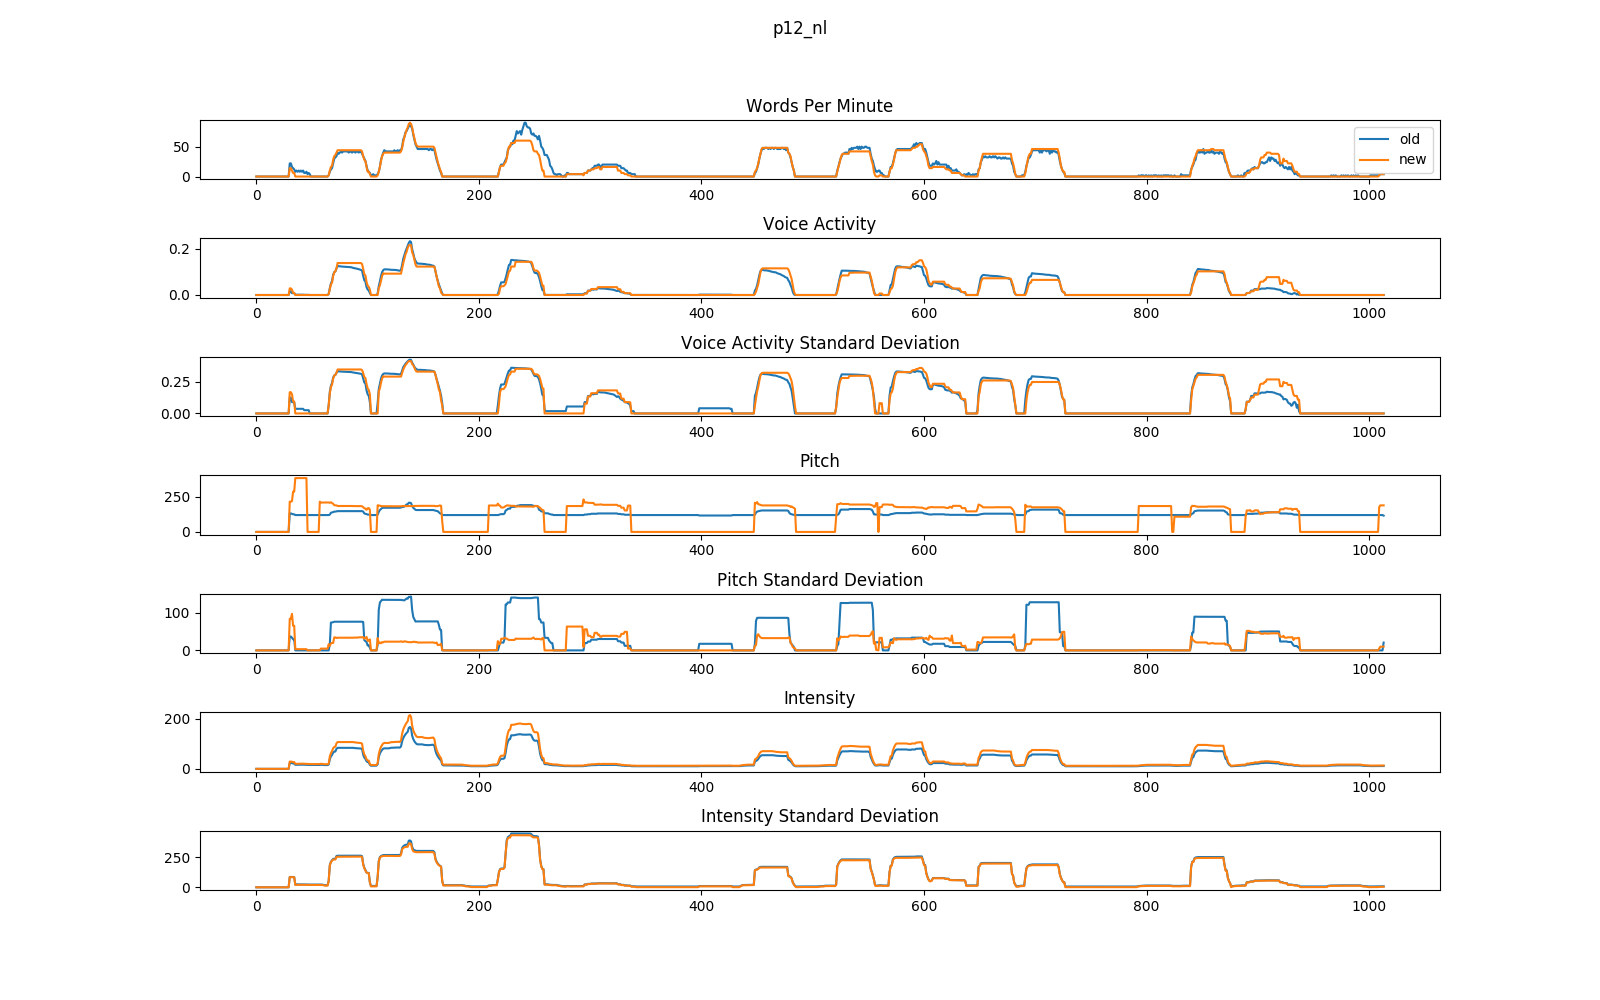 p12_nl
Words Per Minute
50
0
old
new
0 200 400 600 800 1000
Voice Activity
0.2
0.0
0 200 400 600 800 1000
Voice Activity Standard Deviation
0.25
0.00
0 200 400 600 800 1000
Pitch
250
0
0 200 400 600 800 1000
Pitch Standard Deviation
100
0
0 200 400 600 800 1000
Intensity
200
0
0 200 400 600 800 1000
Intensity Standard Deviation
250
0
0 200 400 600 800 1000